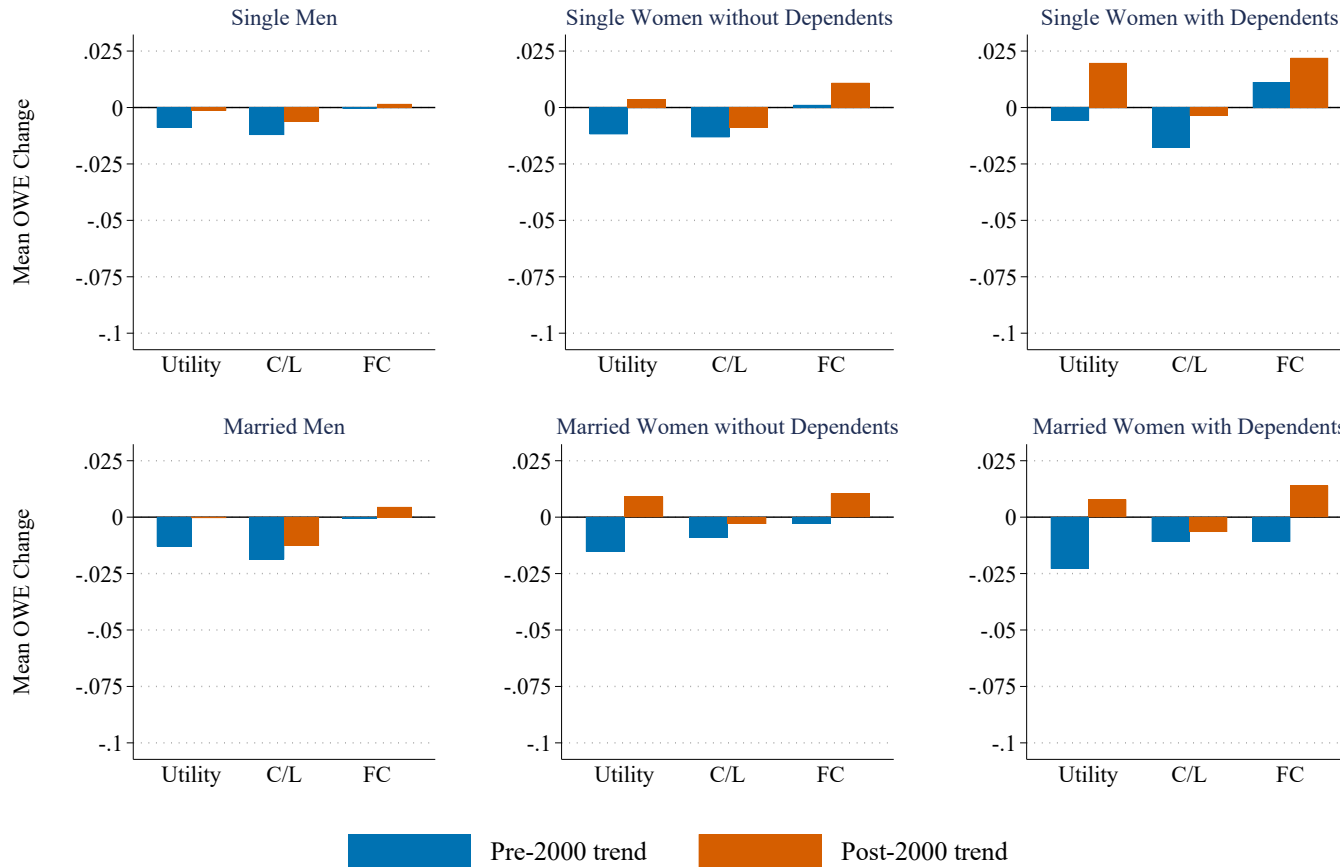 Single Men
Single Women without Dependents
Single Women with Dependents
Mean OWE Change
.025
0
-.025
-.05
-.075
-.1
Utility C/L FC
.025
0
-.025
-.05
-.075
-.1
Utility C/L FC
.025
0
-.025
-.05
-.075
-.1
Utility C/L FC
Married Men
Married Women without Dependents
Married Women with Dependents
Mean OWE Change
.025
0
-.025
-.05
-.075
-.1
Utility C/L FC
.025
0
-.025
-.05
-.075
-.1
Utility C/L FC
.025
0
-.025
-.05
-.075
-.1
Utility C/L FC
Pre-2000 trend
Post-2000 trend